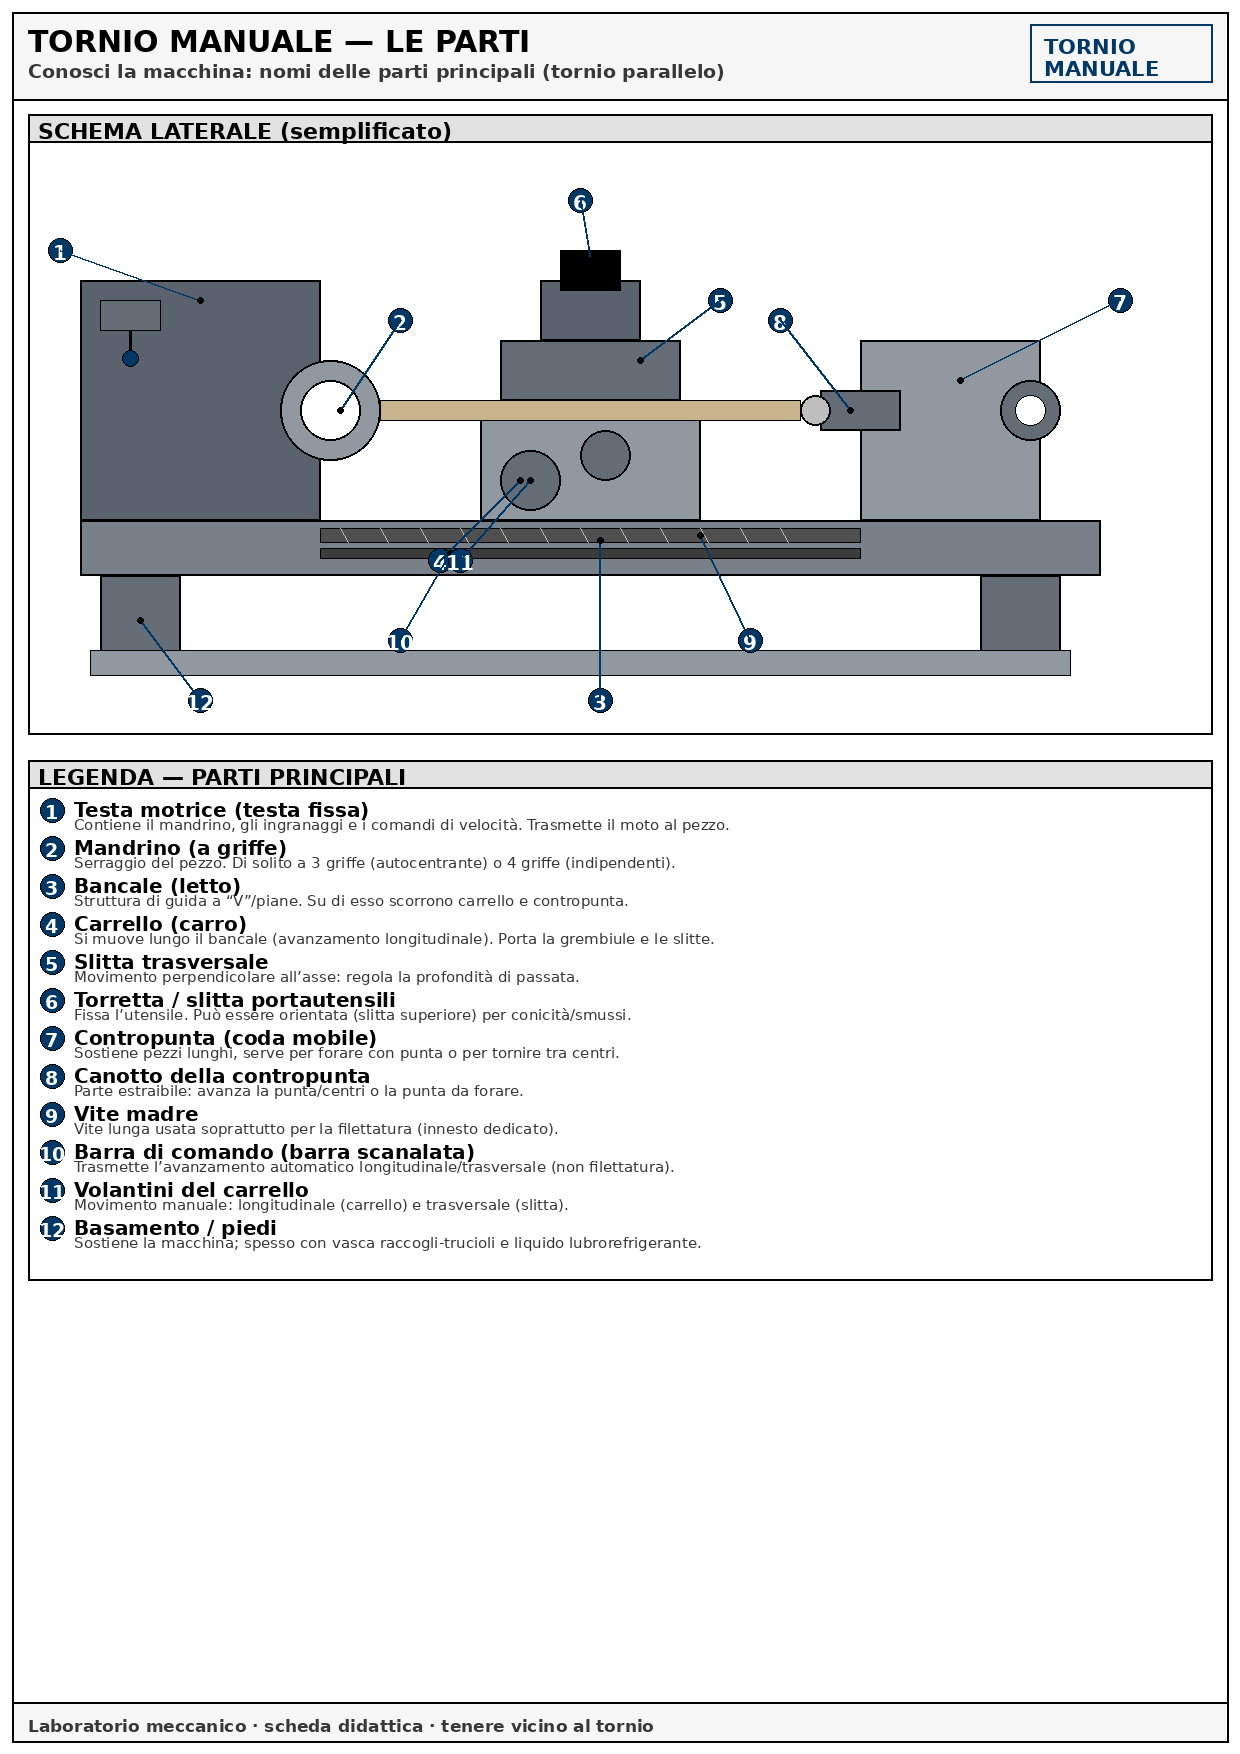 TORNIO MANUALE — LE PARTI
Conosci la macchina: nomi delle parti principali (tornio parallelo)
TORNIO
MANUALE
SCHEMA LATERALE (semplificato)
6
1
5
7
2
8
4
11
10
9
12
3
LEGENDA — PARTI PRINCIPALI
1 Testa motrice (testa fissa)
Contiene il mandrino, gli ingranaggi e i comandi di velocità. Trasmette il moto al pezzo.
2 Mandrino (a griffe)
Serraggio del pezzo. Di solito a 3 griffe (autocentrante) o 4 griffe (indipendenti).
3 Bancale (letto)
Struttura di guida a “V”/piane. Su di esso scorrono carrello e contropunta.
4 Carrello (carro)
Si muove lungo il bancale (avanzamento longitudinale). Porta la grembiule e le slitte.
5 Slitta trasversale
Movimento perpendicolare all’asse: regola la profondità di passata.
6 Torretta / slitta portautensili
Fissa l’utensile. Può essere orientata (slitta superiore) per conicità/smussi.
7 Contropunta (coda mobile)
Sostiene pezzi lunghi, serve per forare con punta o per tornire tra centri.
8 Canotto della contropunta
Parte estraibile: avanza la punta/centri o la punta da forare.
9 Vite madre
Vite lunga usata soprattutto per la filettatura (innesto dedicato).
10 Barra di comando (barra scanalata)
Trasmette l’avanzamento automatico longitudinale/trasversale (non filettatura).
11 Volantini del carrello
Movimento manuale: longitudinale (carrello) e trasversale (slitta).
12 Basamento / piedi
Sostiene la macchina; spesso con vasca raccogli-trucioli e liquido lubrorefrigerante.
Laboratorio meccanico · scheda didattica · tenere vicino al tornio